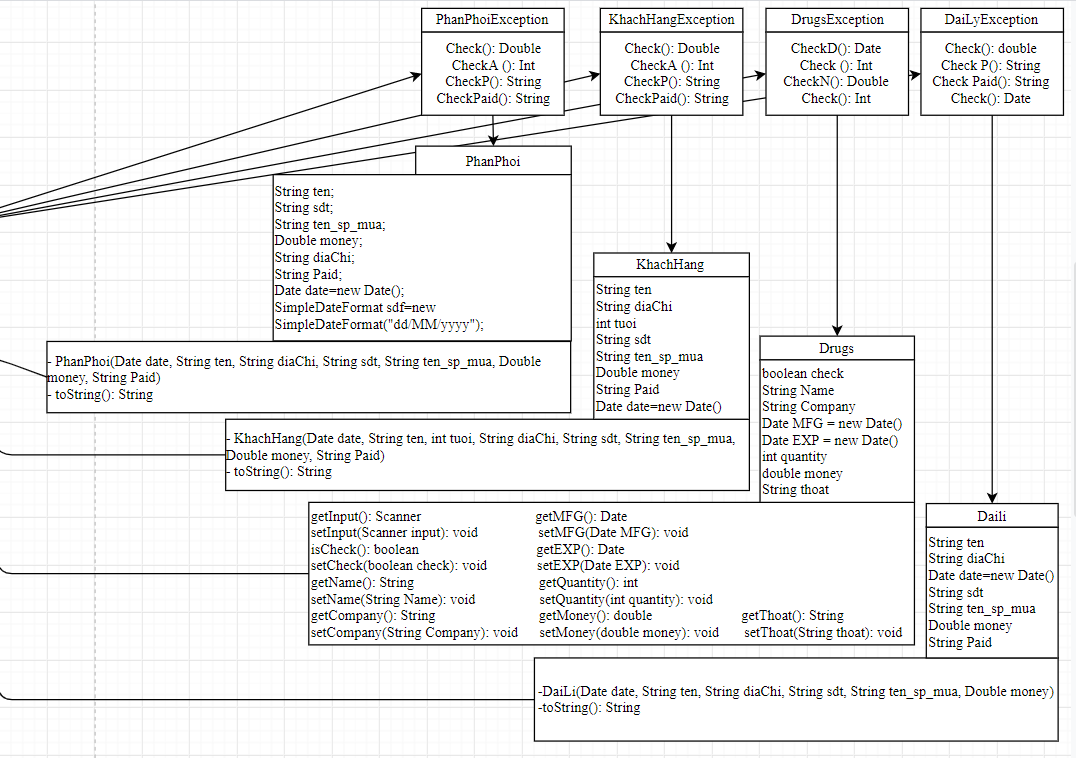 PhanPhoiException
Check(): Double
CheckA (): Int
CheckP(): String
CheckPaid(): String
KhachHangException
Check(): Double
CheckA (): Int
CheckP(): String
CheckPaid(): String
DrugsException
CheckD(): Date
Check (): Int
CheckN(): Double
Check(): Int
DaiLyException
Check(): double
Check P(): String
Check Paid(): String
Check(): Date
PhanPhoi
String ten;
String sdt;
String ten_sp_mua;
Double money;
String diaChi;
String Paid;
Date date=new Date();
SimpleDateFormat sdf=new
SimpleDateFormat("dd/MM/yyyy");
- PhanPhoi(Date date, String ten, String diaChi, String sdt, String ten_sp_mua, Double
money, String Paid)
- toString(): String
KhachHang
String ten
String diaChi
int tuoi
String sdt
String ten_sp_mua
Double money
String Paid
Date date=new Date()
- KhachHang(Date date, String ten, int tuoi, String diaChi, String sdt, String ten_sp_mua,
Double money, String Paid)
- toString(): String
Drugs
boolean check
String Name
String Company
Date MFG = new Date()
Date EXP = new Date()
int quantity
double money
String thoat
getInput(): Scanner getMFG(): Date
setInput(Scanner input): void setMFG(Date MFG): void
isCheck(): boolean getEXP(): Date
setCheck(boolean check): void setEXP(Date EXP): void
getName(): String getQuantity(): int
setName(String Name): void setQuantity(int quantity): void
getCompany(): String getMoney(): double getThoat(): String
setCompany(String Company): void setMoney(double money): void setThoat(String thoat): void
Daili
String ten
String diaChi
Date date=new Date()
String sdt
String ten_sp_mua
Double money
String Paid
-DaiLi(Date date, String ten, String diaChi, String sdt, String ten_sp_mua, Double money)
-toString(): String